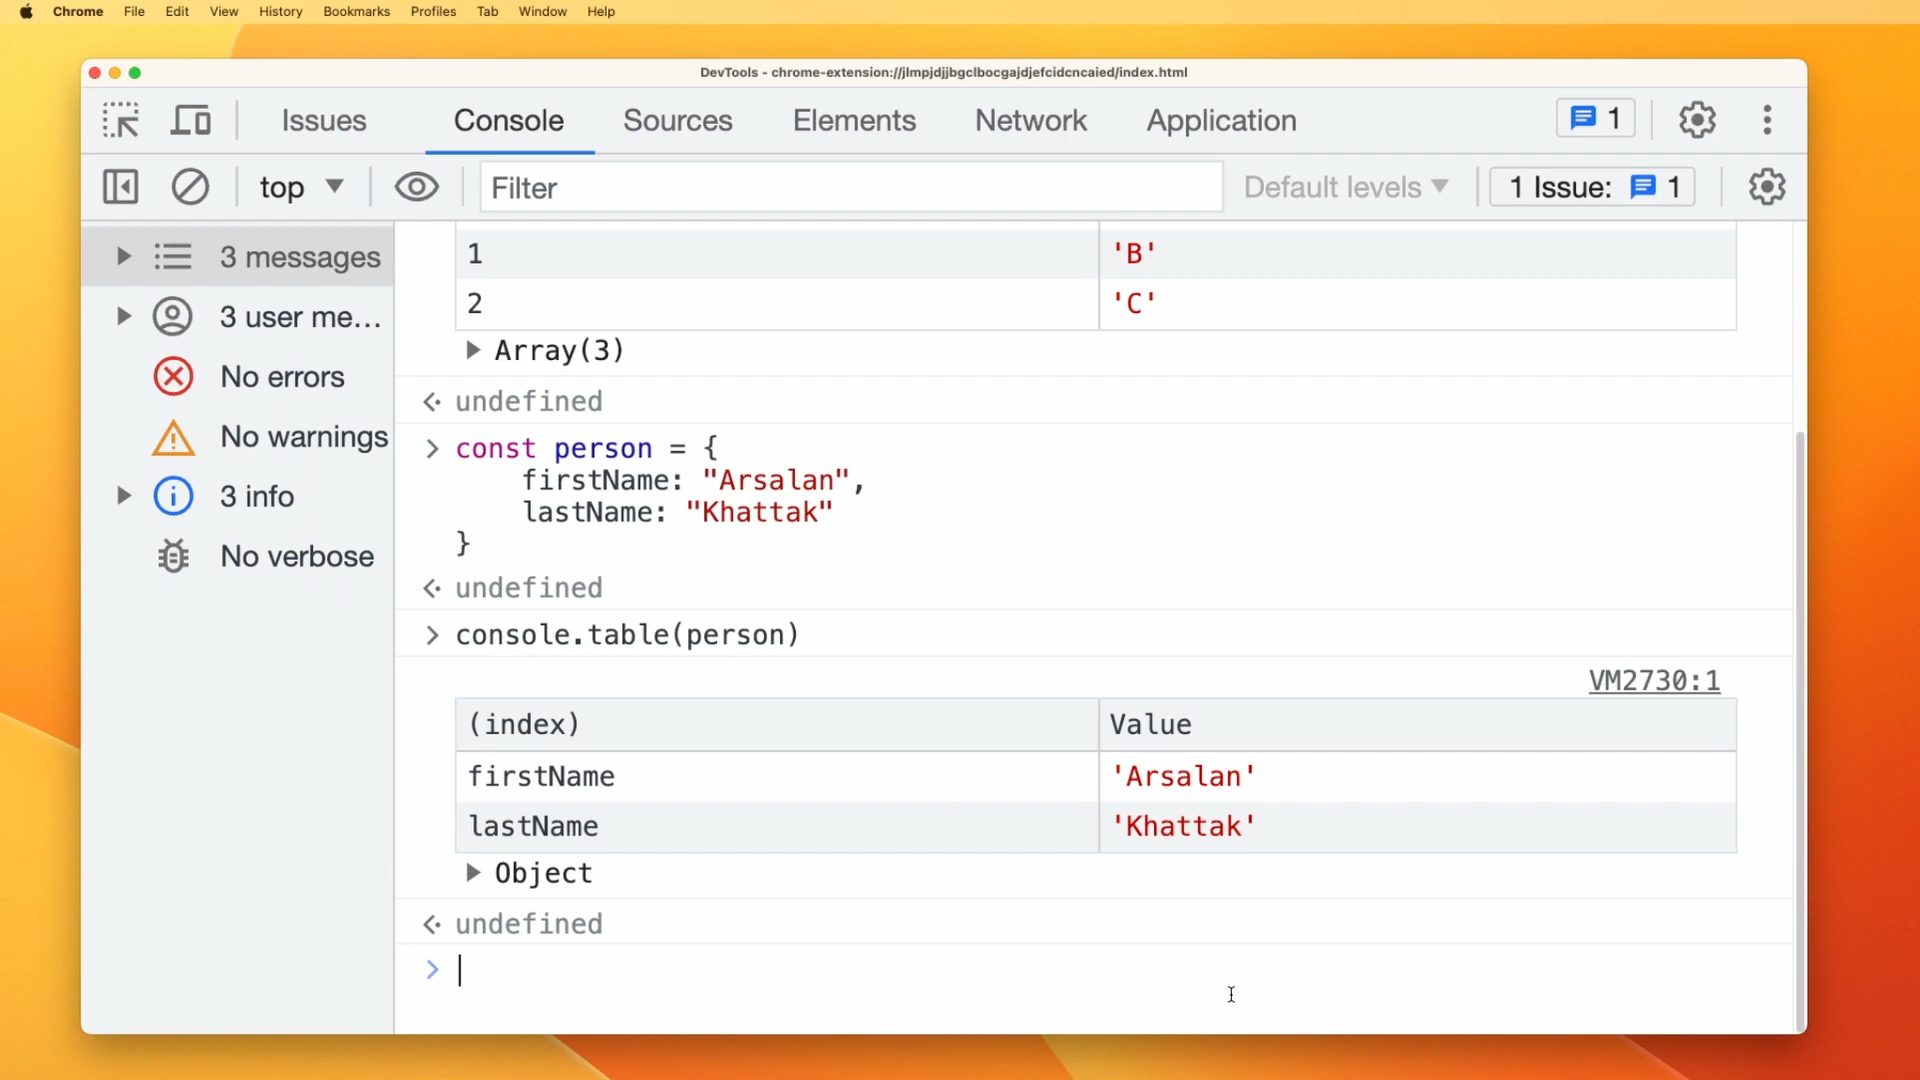 Chrome File Edit View History Bookmarks Profiles Tab Window Help
DevTools - chrome-extension://jlmpjdjjbgclbocgajdjefcidcncaied/index.html
Issues Console Sources Elements Network Application 1
top Filter Default levels 1 Issue: 1
3 messages
3 user me...
No errors
No warnings
3 info
No verbose
1 'B'
2 'C'
Array(3)
undefined
const person = {
firstName: "Arsalan",
lastName: "Khattak"
}
undefined
console.table(person)
VM2730:1
(index) Value
firstName 'Arsalan'
lastName 'Khattak'
Object
undefined